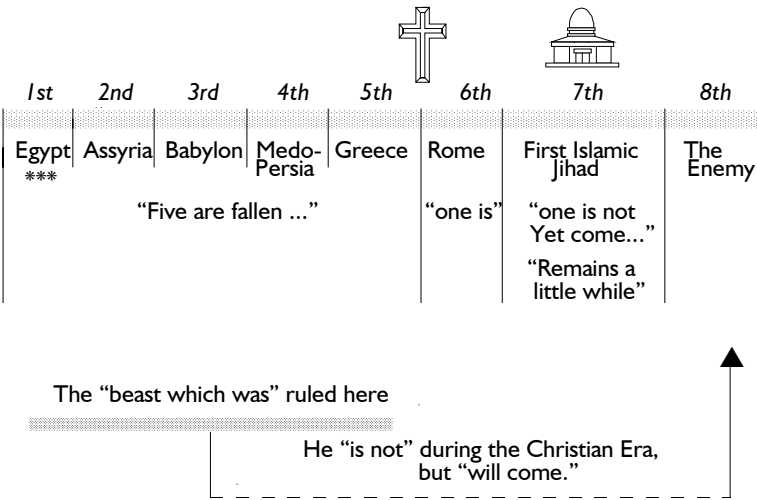 1st 2nd 3rd 4th 5th 6th 7th 8th
Egypt Assyria Babylon Medo- Greece Rome First Islamic The
Persia Jihad Enemy
***
“Five are fallen ...” “one is” “one is not
Yet come...”
“Remains a
little while”
The “beast which was” ruled here
He “is not” during the Christian Era,
but “will come.”